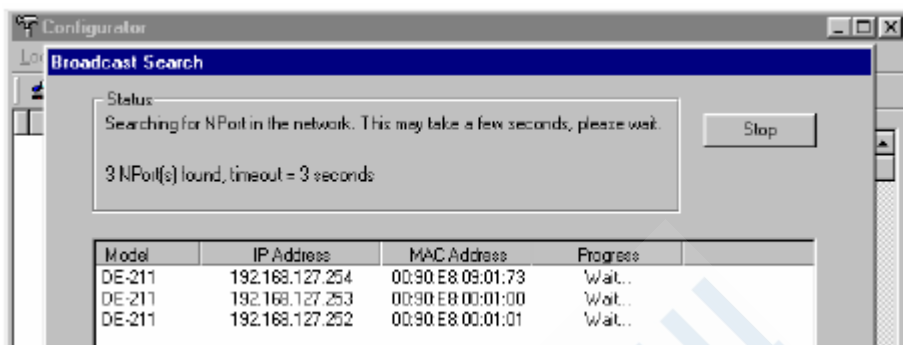 Configurator
Broadcast Search
Status
Searching for NPort in the network. This may take a few seconds, please wait.
Stop
3 NPort(s) found, timeout = 3 seconds
Model IP Address MAC Address Progress
DE-211 192.168.127.254 00:90:E8:09:01:73 Wait...
DE-211 192.168.127.253 00:90:E8:00:01:00 Wait...
DE-211 192.168.127.252 00:90:E8:00:01:01 Wait...